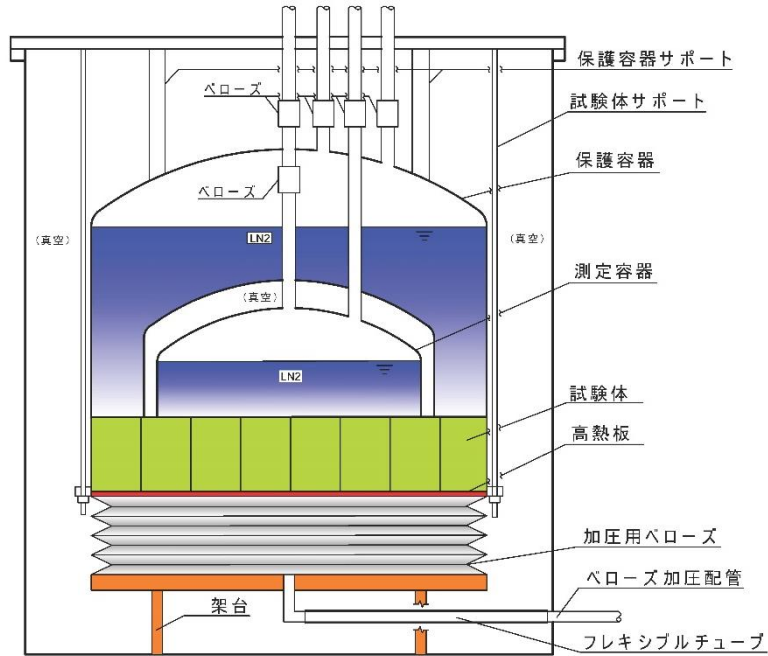 保護容器サポート
ベローズ
試験体サポート
保護容器
ベローズ
LN2
(真空)
(真空)
測定容器
(真空)
LN2
試験体
高熱板
加圧用ベローズ
ベローズ加圧配管
架台
フレキシブルチューブ